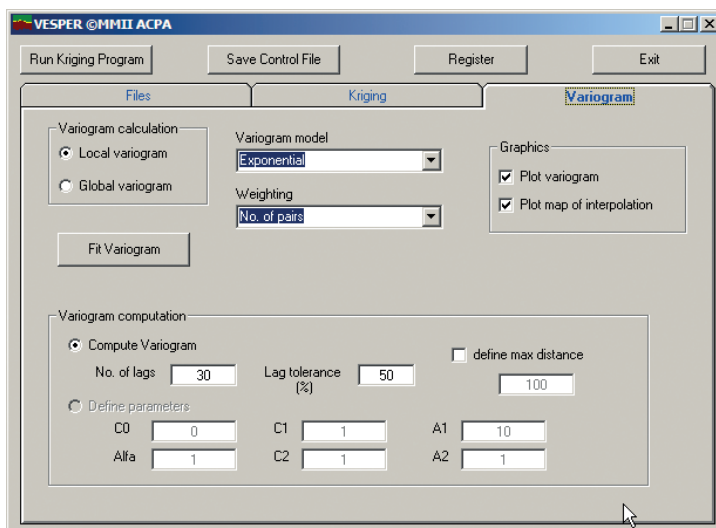 VESPER ©MMII ACPA
Run Kriging Program
Save Control File
Register
Exit
Files
Kriging
Variogram
Variogram calculation
Local variogram
Global variogram
Variogram model
Exponential
Weighting
No. of pairs
Graphics
Plot variogram
Plot map of interpolation
Fit Variogram
Variogram computation
Compute Variogram
No. of lags 30
Lag tolerance 50
(%)
define max distance
100
Define parameters
C0 0
C1 1
A1 10
Alfa 1
C2 1
A2 1